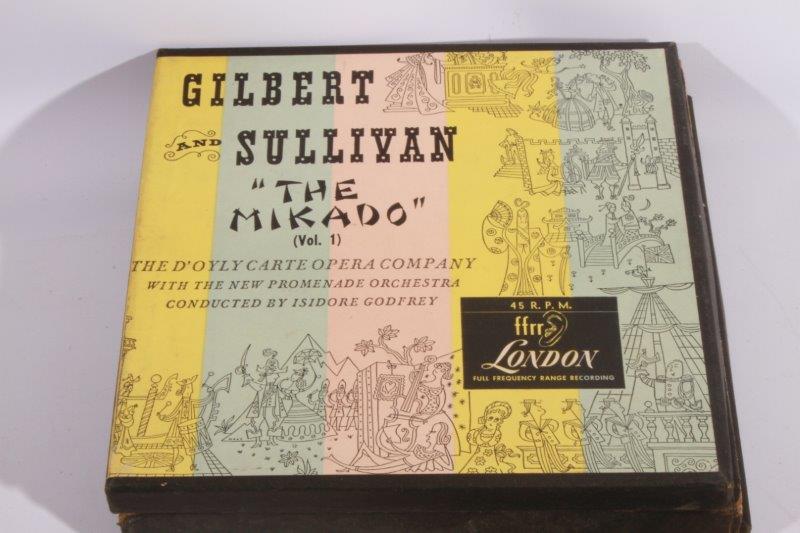 GILBERT
AND SULLIVAN
"THE
MIKADO"
(Vol. 1)
THE D'OYLY CARTE OPERA COMPANY
WITH THE NEW PROMENADE ORCHESTRA
CONDUCTED BY ISIDORE GODFREY
45 R. P. M.
ffrr
LONDON
FULL FREQUENCY RANGE RECORDING